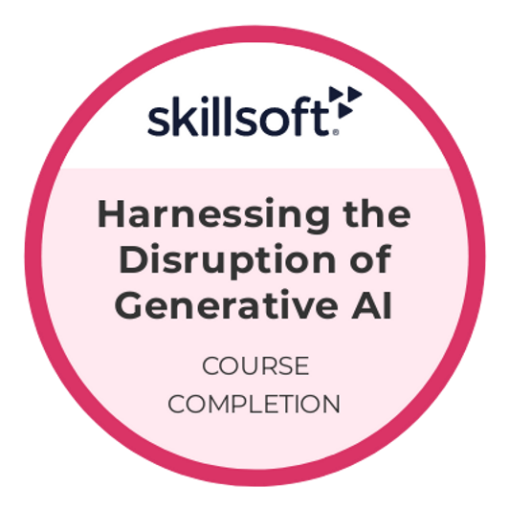 skillsoft®
Harnessing the
Disruption of
Generative AI
COURSE
COMPLETION